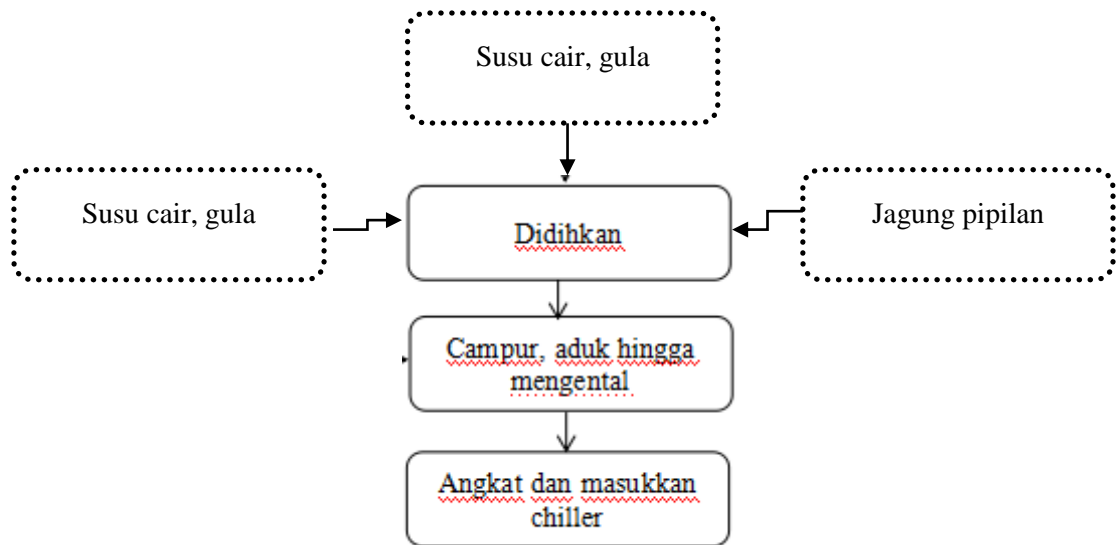 Susu cair, gula
Susu cair, gula
Jagung pipilan
Didihkan
Campur, aduk hingga
mengental
Angkat dan masukkan
chiller